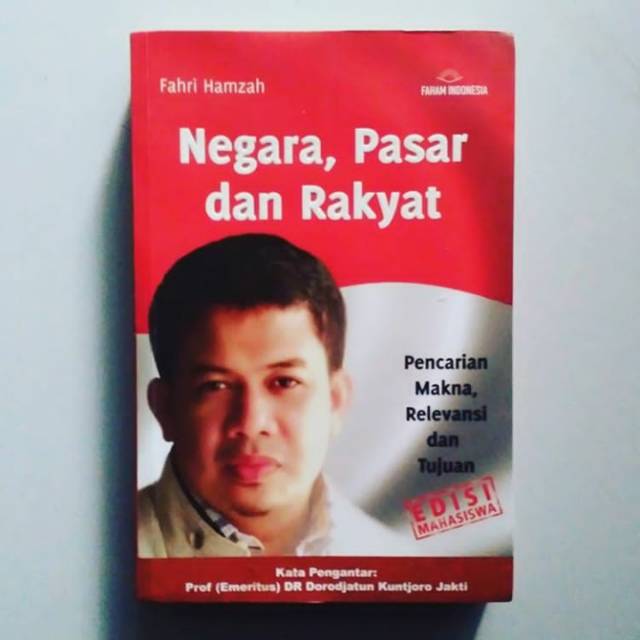 Fahri Hamzah
FAHAM INDONESIA
Negara, Pasar
dan Rakyat
Pencarian
Makna,
Relevansi
dan
Tujuan
EDISI
MAHASISWA
Kata Pengantar:
Prof (Emeritus) DR Dorodjatun Kuntjoro Jakti